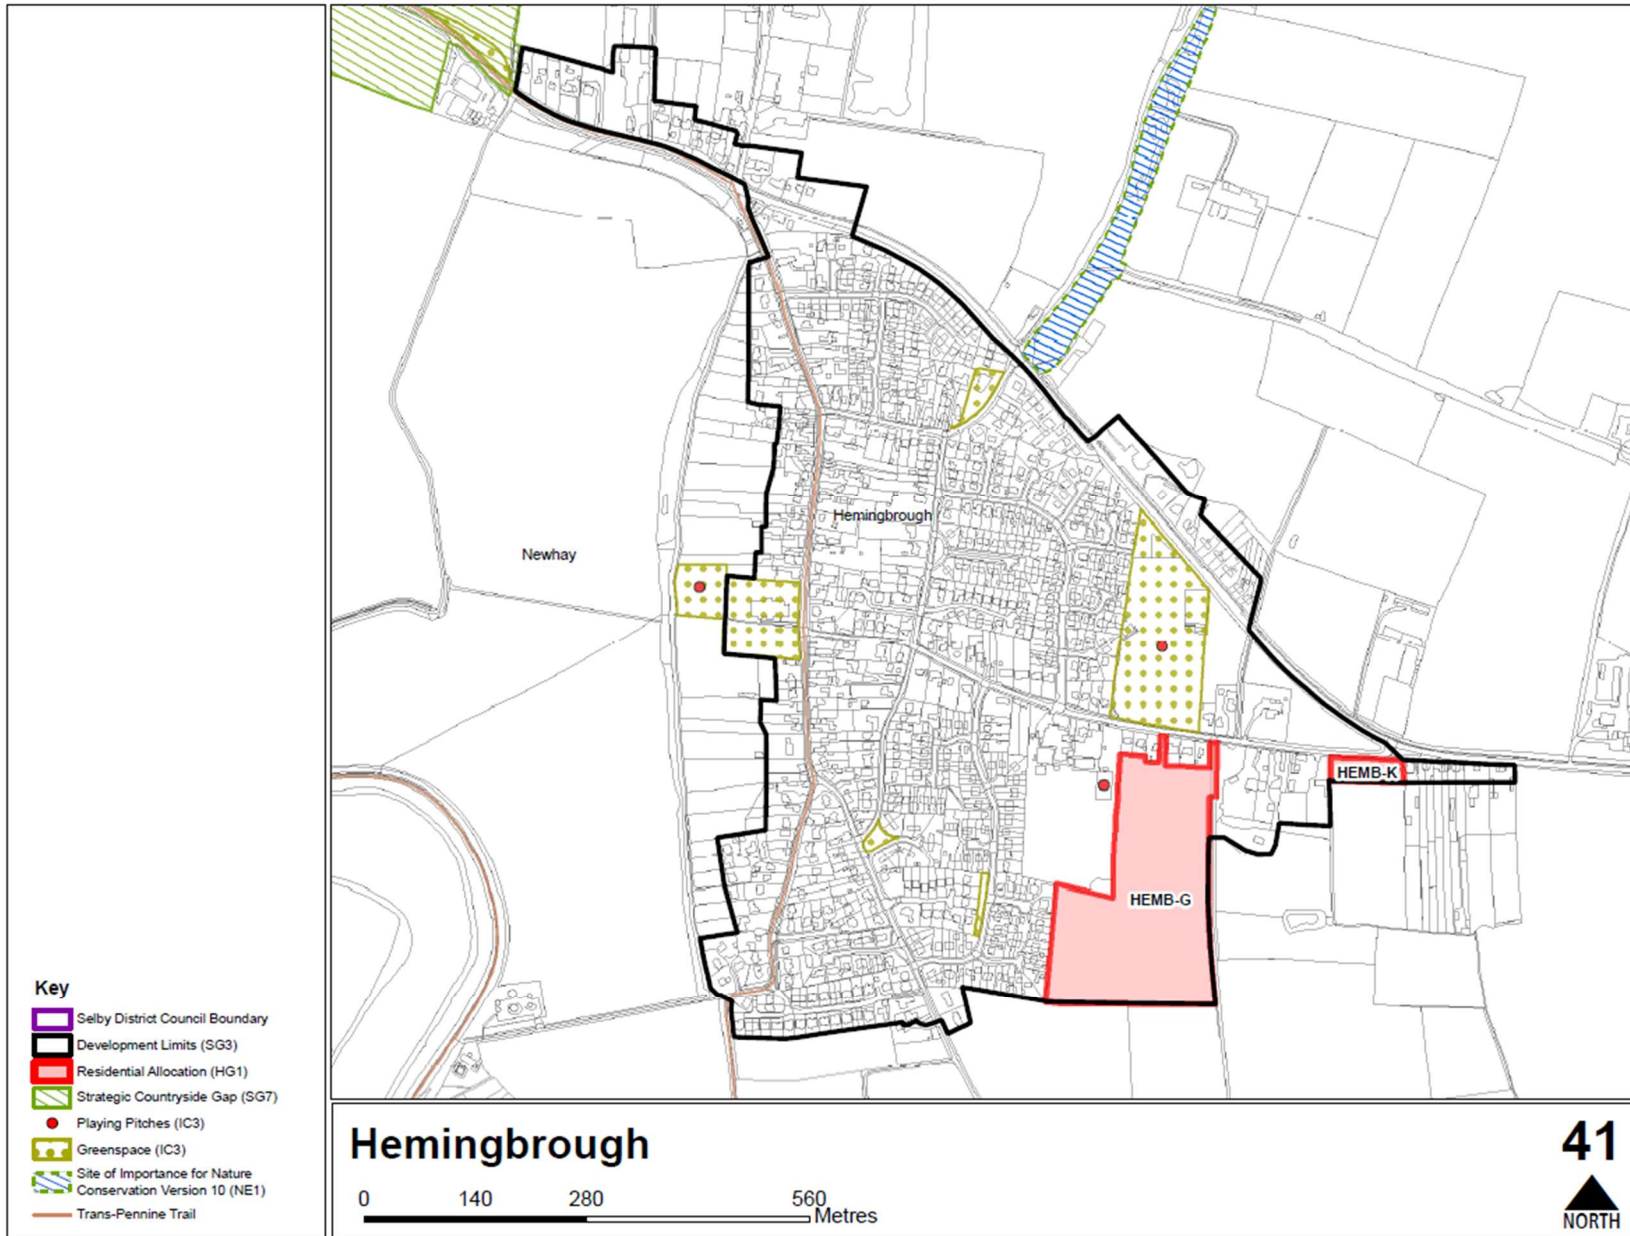 Hemingbrough
Newhay
HEMB-K
HEMB-G
Key
Selby District Council Boundary
Development Limits (SG3)
Residential Allocation (HG1)
Strategic Countryside Gap (SG7)
Playing Pitches (IC3)
Greenspace (IC3)
Site of Importance for Nature
Conservation Version 10 (NE1)
Trans-Pennine Trail
Hemingbrough
0 140 280 560
Metres
41
NORTH